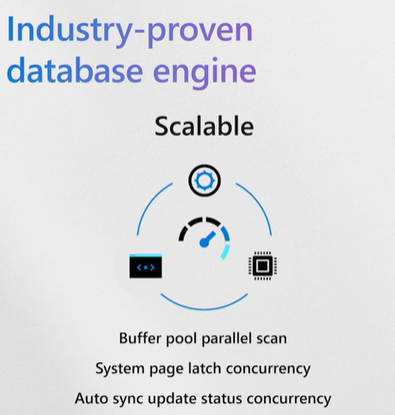 Industry-proven
database engine
Scalable
Buffer pool parallel scan
System page latch concurrency
Auto sync update status concurrency